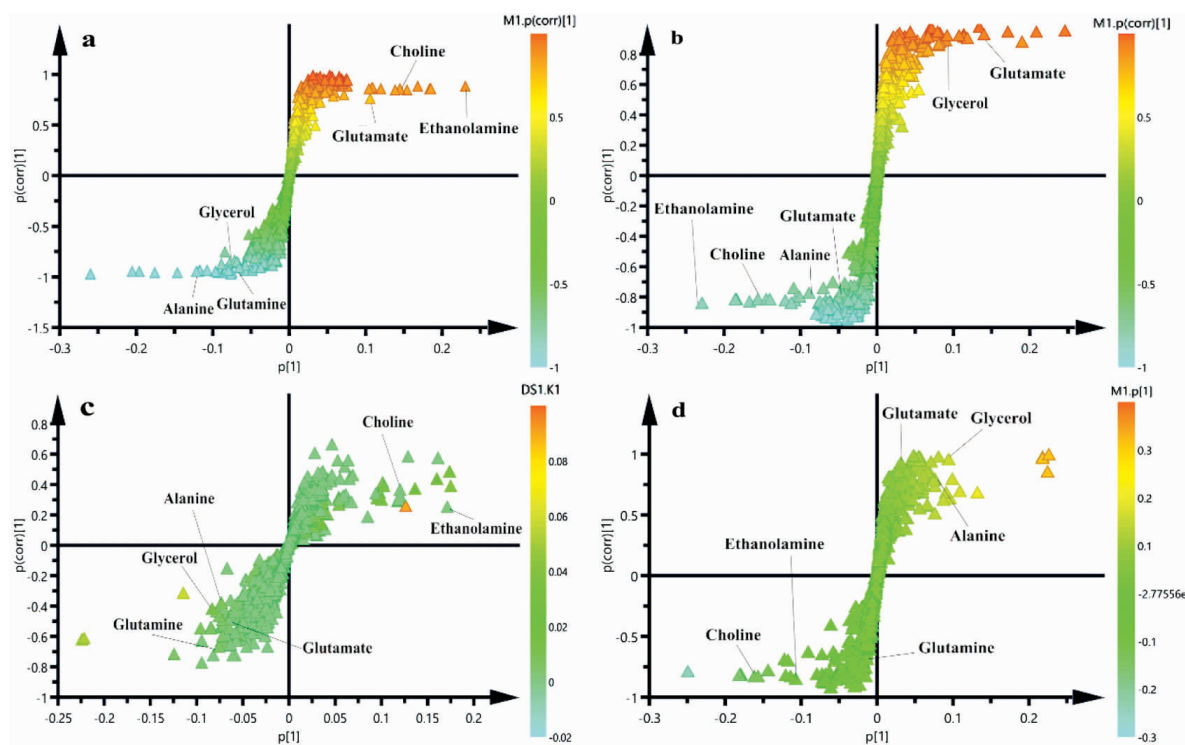 M1.p(corr)[1]
a
p(corr)[1]
1
0.5
0
-0.5
-1
-1.5
-0.3
-0.2
-0.1
0
0.1
0.2
p[1]
Choline
Glutamate
Ethanolamine
Glycerol
Alanine
Glutamine
0.5
0
-0.5
-1
M1.p(corr)[1]
b
p(corr)[1]
0.8
0.6
0.4
0.2
0
-0.2
-0.4
-0.6
-0.8
-1
-0.3
-0.2
-0.1
0
0.1
0.2
p[1]
Glutamate
Glycerol
Ethanolamine
Glutamate
Choline
Alanine
0.5
0
-0.5
-1
DS1.K1
c
p(corr)[1]
0.8
0.6
0.4
0.2
0
-0.2
-0.4
-0.6
-0.8
-1
-0.25
-0.2
-0.15
-0.1
-0.05
0
0.05
0.1
0.15
0.2
p[1]
Choline
Ethanolamine
Alanine
Glycerol
Glutamine
Glutamate
0.08
0.06
0.04
0.02
0
-0.02
M1.p[1]
d
p(corr)[1]
1
0.5
0
-0.5
-1
-0.3
-0.2
-0.1
0
0.1
0.2
p[1]
Glutamate
Glycerol
Alanine
Ethanolamine
Choline
Glutamine
0.3
0.2
0.1
-2.77556e
-0.1
-0.2
-0.3